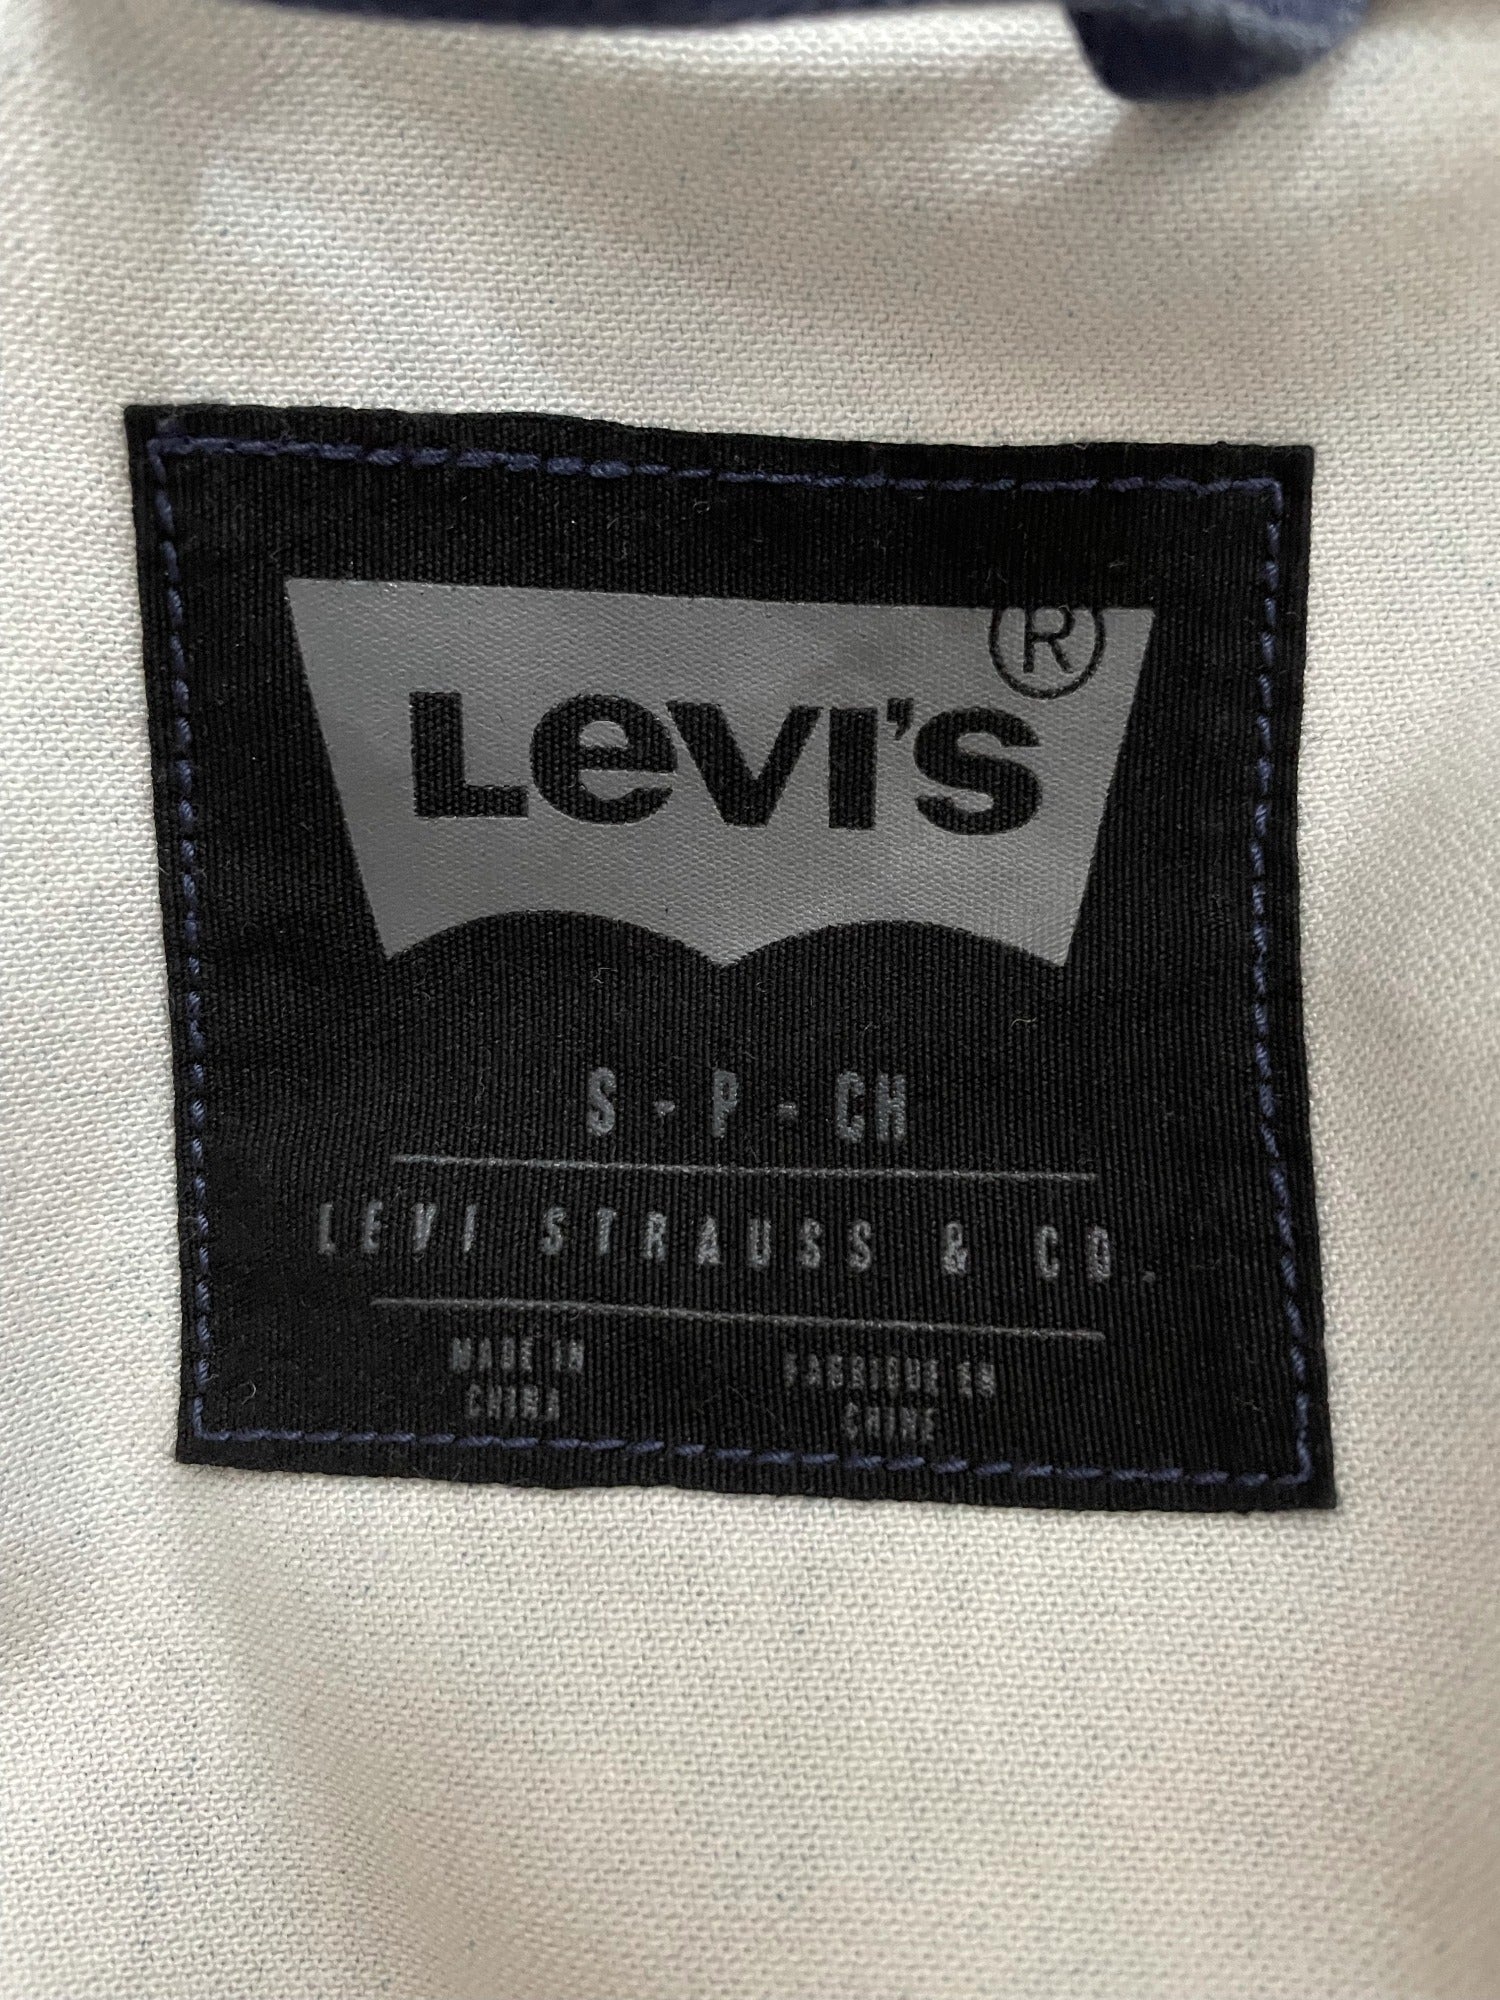 LEVI'S ®
S - P - CH
LEVI STRAUSS & CO.
MADE IN
CHINA
FABRIQUE EN
CHINE